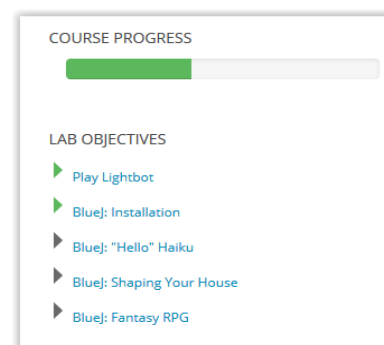 COURSE PROGRESS
LAB OBJECTIVES
Play Lightbot
BlueJ: Installation
BlueJ: "Hello" Haiku
BlueJ: Shaping Your House
BlueJ: Fantasy RPG